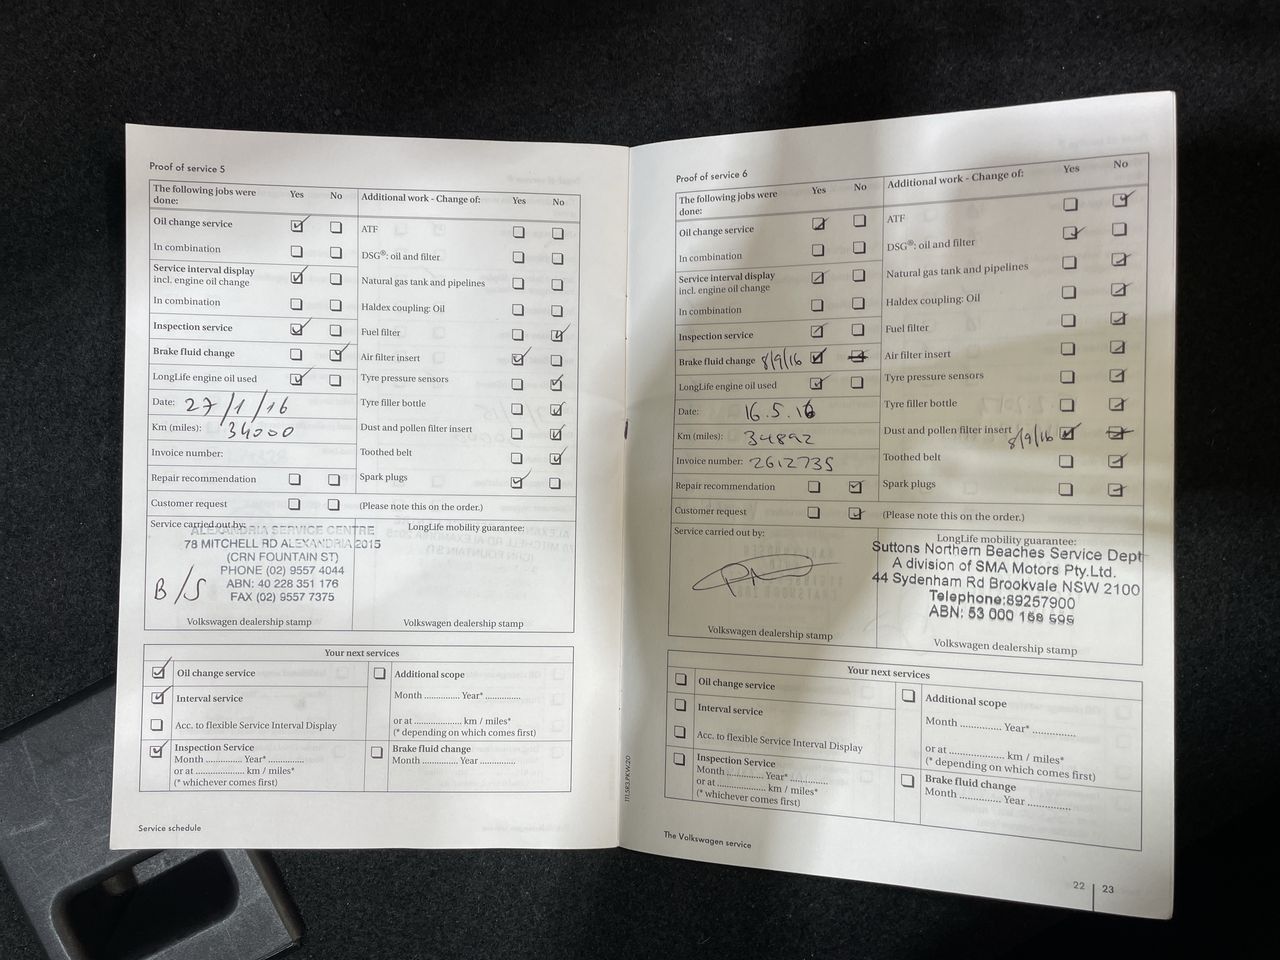 Proof of service 5
The following jobs were done: Yes No
Oil change service
In combination
Service interval display incl. engine oil change
In combination
Inspection service
Brake fluid change
LongLife engine oil used
Date: 27/1/16
Km (miles): 34000
Invoice number:
Repair recommendation
Customer request
Additional work - Change of: Yes No
ATF
DSG®: oil and filter
Natural gas tank and pipelines
Haldex coupling: Oil
Fuel filter
Air filter insert
Tyre pressure sensors
Tyre filler bottle
Dust and pollen filter insert
Toothed belt
Spark plugs
(Please note this on the order.)
Service carried out by:
ALEXANDRIA SERVICE CENTRE
78 MITCHELL RD ALEXANDRIA 2015
(CRN FOUNTAIN ST)
PHONE (02) 9557 4044
ABN: 40 228 351 176
FAX (02) 9557 7375
B/S
Volkswagen dealership stamp
LongLife mobility guarantee:
Volkswagen dealership stamp
Your next services
Oil change service
Interval service
Acc. to flexible Service Interval Display
Inspection Service
Month .............. Year* ..............
or at .............. km / miles*
(* whichever comes first)
Additional scope
Month .............. Year* ..............
or at .................... km / miles*
(* depending on which comes first)
Brake fluid change
Month .............. Year ..............
Service schedule
111.5R3.PKW.20
Proof of service 6
The following jobs were done: Yes No
Oil change service
In combination
Service interval display incl. engine oil change
In combination
Inspection service
Brake fluid change 8/9/16
LongLife engine oil used
Date: 16.5.16
Km (miles): 34892
Invoice number: 2612735
Repair recommendation
Customer request
Additional work - Change of: Yes No
ATF
DSG®: oil and filter
Natural gas tank and pipelines
Haldex coupling: Oil
Fuel filter
Air filter insert
Tyre pressure sensors
Tyre filler bottle
Dust and pollen filter insert 8/9/16
Toothed belt
Spark plugs
(Please note this on the order.)
Service carried out by:
Volkswagen dealership stamp
LongLife mobility guarantee:
Suttons Northern Beaches Service Dept
A division of SMA Motors Pty.Ltd.
44 Sydenham Rd Brookvale NSW 2100
Telephone:89257900
ABN: 53 000 158 595
Volkswagen dealership stamp
Your next services
Oil change service
Interval service
Acc. to flexible Service Interval Display
Inspection Service
Month .............. Year* ..............
or at .................... km / miles*
(* whichever comes first)
Additional scope
Month .............. Year* ..............
or at .................... km / miles*
(* depending on which comes first)
Brake fluid change
Month .............. Year ..............
The Volkswagen service
22 | 23